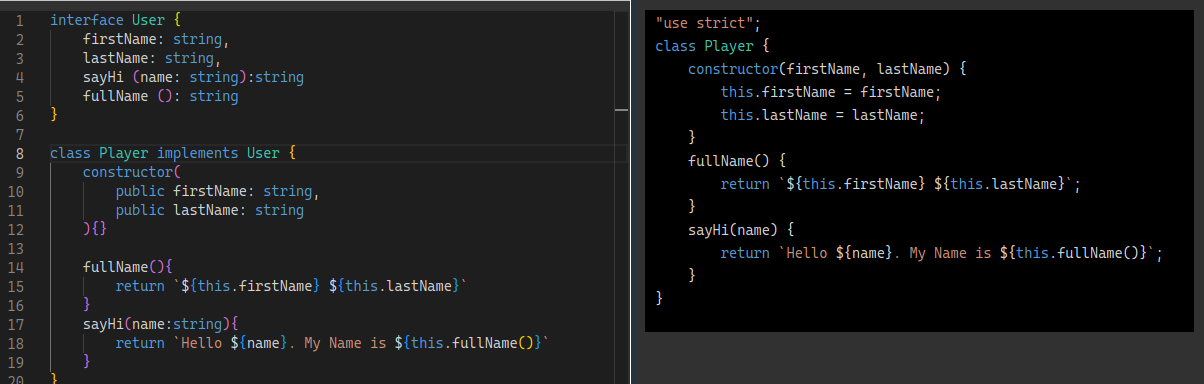 1 interface User {
2 firstName: string,
3 lastName: string,
4 sayHi (name: string):string
5 fullName (): string
6 }
7
8 class Player implements User {
9 constructor(
10 public firstName: string,
11 public lastName: string
12 ){}
13
14 fullName(){
15 return `${this.firstName} ${this.lastName}`
16 }
17 sayHi(name:string){
18 return `Hello ${name}. My Name is ${this.fullName()}`
19 }
20 }
"use strict";
class Player {
constructor(firstName, lastName) {
this.firstName = firstName;
this.lastName = lastName;
}
fullName() {
return `${this.firstName} ${this.lastName}`;
}
sayHi(name) {
return `Hello ${name}. My Name is ${this.fullName()}`;
}
}